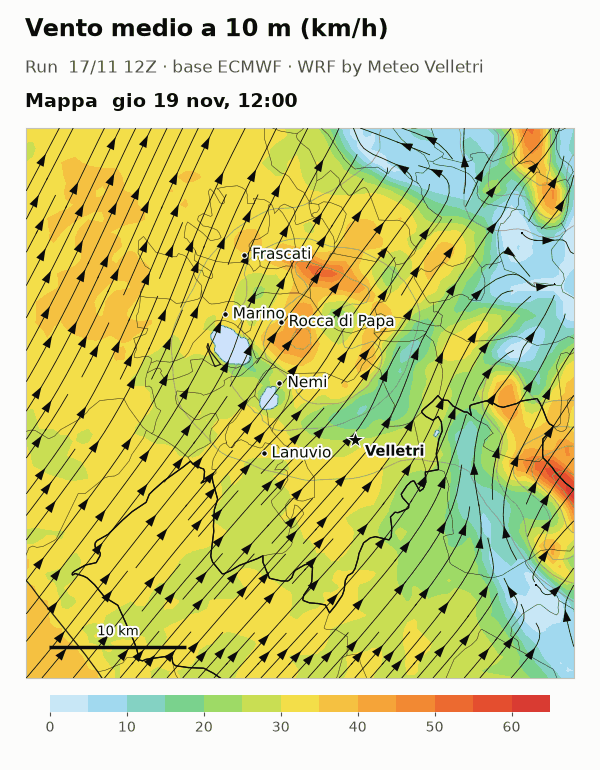 Vento medio a 10 m (km/h)
Run  17/11 12Z · base ECMWF · WRF by Meteo Velletri
Mappa  gio 19 nov, 12:00
Frascati
Marino
Rocca di Papa
Nemi
Velletri
Lanuvio
10 km
0 10 20 30 40 50 60